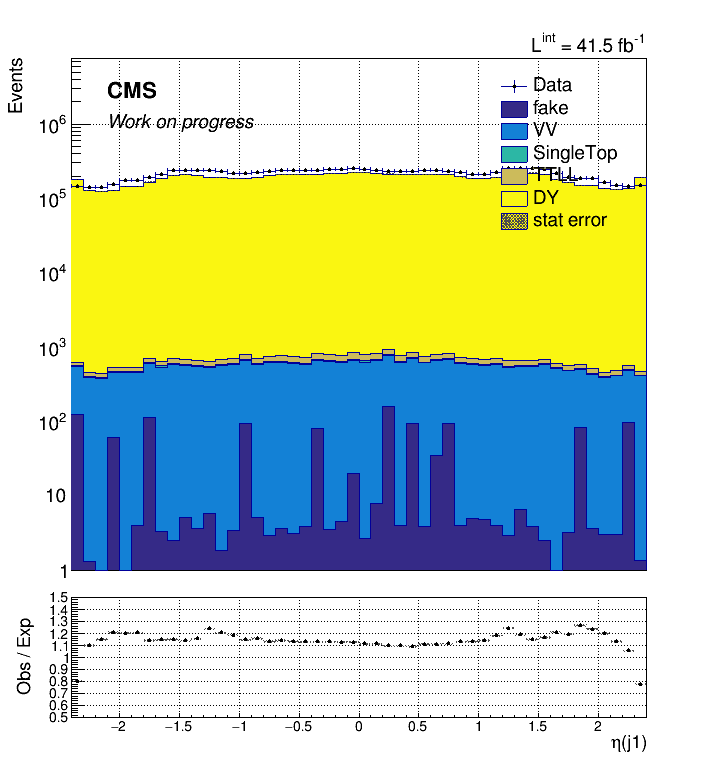 L^int = 41.5 fb^-1
Events
CMS
Work on progress
Data
fake
VV
SingleTop
TTLL
DY
stat error
10^6
10^5
10^4
10^3
10^2
10
1
Obs / Exp
1.5
1.4
1.3
1.2
1.1
1
0.9
0.8
0.7
0.6
0.5
−2 −1.5 −1 −0.5 0 0.5 1 1.5 2
η(j1)